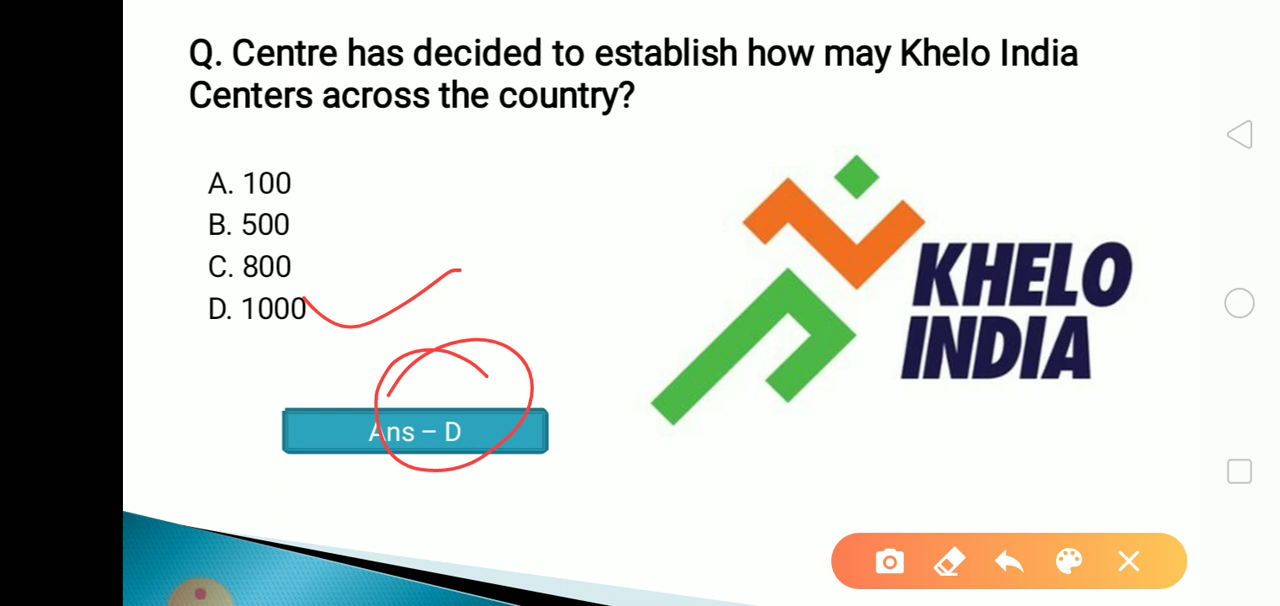 Q. Centre has decided to establish how may Khelo India
Centers across the country?
A. 100
B. 500
C. 800
D. 1000
Ans – D
KHELO
INDIA